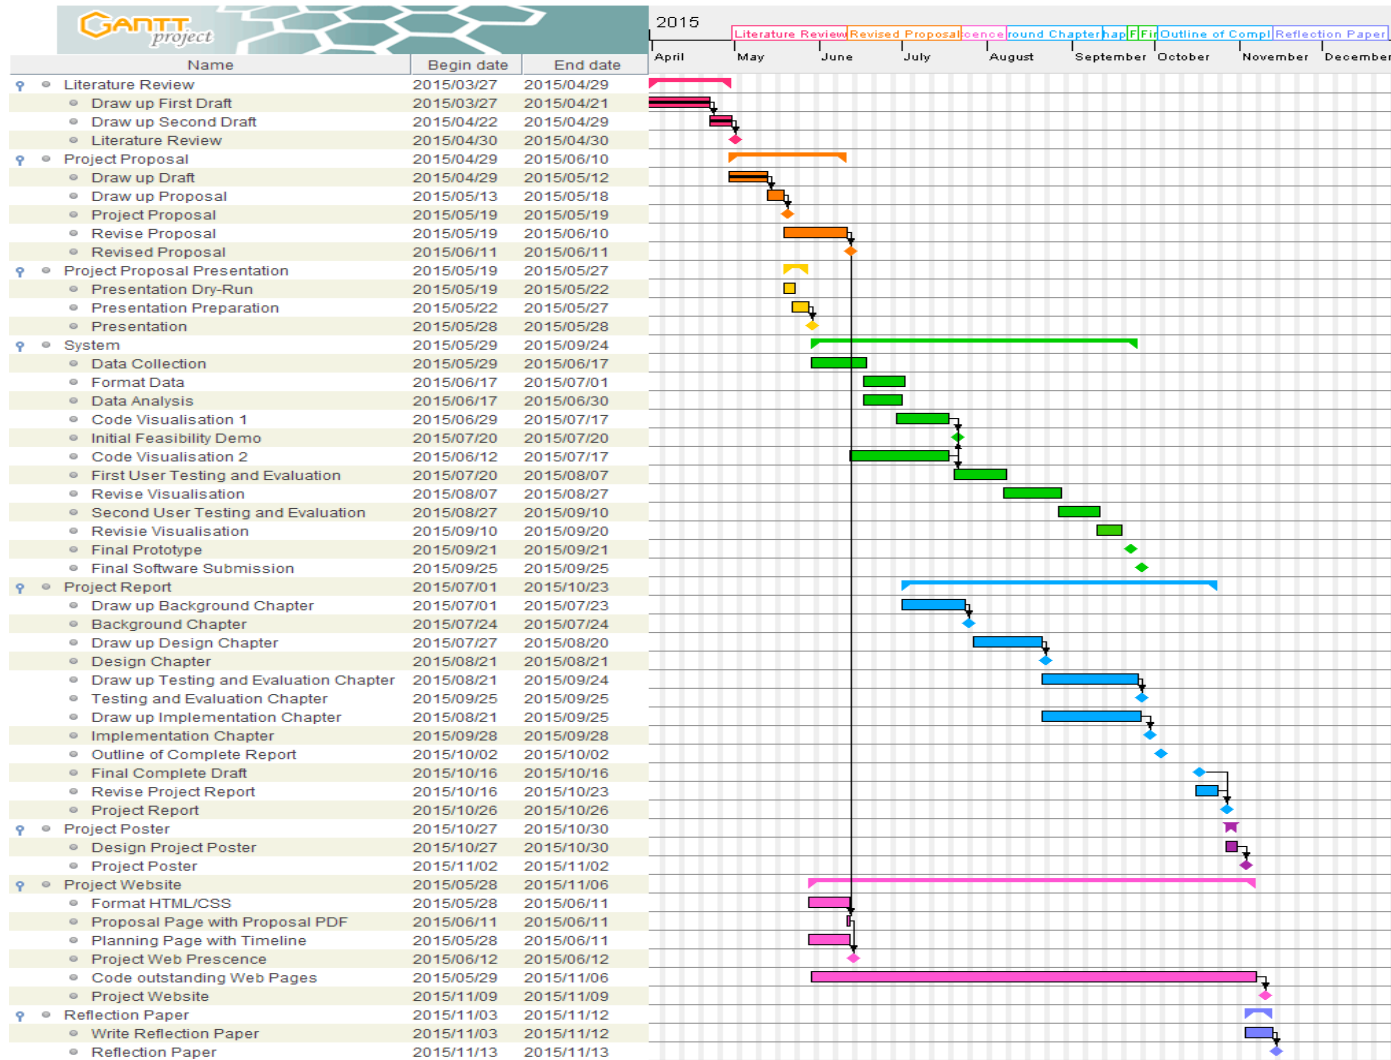 GANTT
project
2015
Literature Review Revised Proposal cence round Chapter hap F Fir Outline of Compl Reflection Paper
Name Begin date End date April May June July August September October November December
Literature Review 2015/03/27 2015/04/29
Draw up First Draft 2015/03/27 2015/04/21
Draw up Second Draft 2015/04/22 2015/04/29
Literature Review 2015/04/30 2015/04/30
Project Proposal 2015/04/29 2015/06/10
Draw up Draft 2015/04/29 2015/05/12
Draw up Proposal 2015/05/13 2015/05/18
Project Proposal 2015/05/19 2015/05/19
Revise Proposal 2015/05/19 2015/06/10
Revised Proposal 2015/06/11 2015/06/11
Project Proposal Presentation 2015/05/19 2015/05/27
Presentation Dry-Run 2015/05/19 2015/05/22
Presentation Preparation 2015/05/22 2015/05/27
Presentation 2015/05/28 2015/05/28
System 2015/05/29 2015/09/24
Data Collection 2015/05/29 2015/06/17
Format Data 2015/06/17 2015/07/01
Data Analysis 2015/06/17 2015/06/30
Code Visualisation 1 2015/06/29 2015/07/17
Initial Feasibility Demo 2015/07/20 2015/07/20
Code Visualisation 2 2015/06/12 2015/07/17
First User Testing and Evaluation 2015/07/20 2015/08/07
Revise Visualisation 2015/08/07 2015/08/27
Second User Testing and Evaluation 2015/08/27 2015/09/10
Revisie Visualisation 2015/09/10 2015/09/20
Final Prototype 2015/09/21 2015/09/21
Final Software Submission 2015/09/25 2015/09/25
Project Report 2015/07/01 2015/10/23
Draw up Background Chapter 2015/07/01 2015/07/23
Background Chapter 2015/07/24 2015/07/24
Draw up Design Chapter 2015/07/27 2015/08/20
Design Chapter 2015/08/21 2015/08/21
Draw up Testing and Evaluation Chapter 2015/08/21 2015/09/24
Testing and Evaluation Chapter 2015/09/25 2015/09/25
Draw up Implementation Chapter 2015/08/21 2015/09/25
Implementation Chapter 2015/09/28 2015/09/28
Outline of Complete Report 2015/10/02 2015/10/02
Final Complete Draft 2015/10/16 2015/10/16
Revise Project Report 2015/10/16 2015/10/23
Project Report 2015/10/26 2015/10/26
Project Poster 2015/10/27 2015/10/30
Design Project Poster 2015/10/27 2015/10/30
Project Poster 2015/11/02 2015/11/02
Project Website 2015/05/28 2015/11/06
Format HTML/CSS 2015/05/28 2015/06/11
Proposal Page with Proposal PDF 2015/06/11 2015/06/11
Planning Page with Timeline 2015/05/28 2015/06/11
Project Web Prescence 2015/06/12 2015/06/12
Code outstanding Web Pages 2015/05/29 2015/11/06
Project Website 2015/11/09 2015/11/09
Reflection Paper 2015/11/03 2015/11/12
Write Reflection Paper 2015/11/03 2015/11/12
Reflection Paper 2015/11/13 2015/11/13